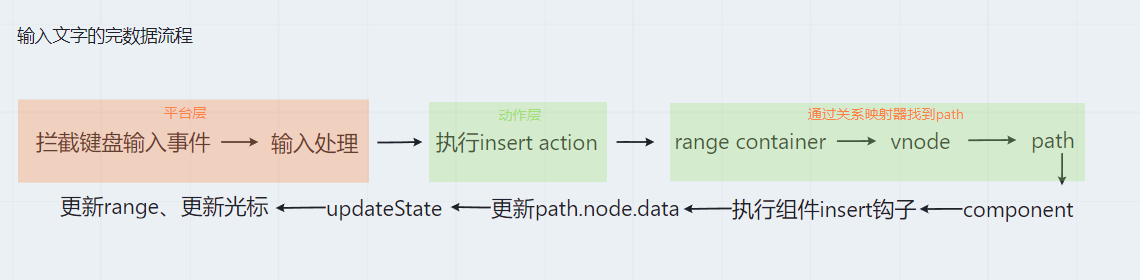 输入文字的完数据流程
平台层
拦截键盘输入事件
输入处理
动作层
执行insert action
通过关系映射器找到path
range container
vnode
path
component
执行组件insert钩子
更新path.node.data
updateState
更新range、更新光标